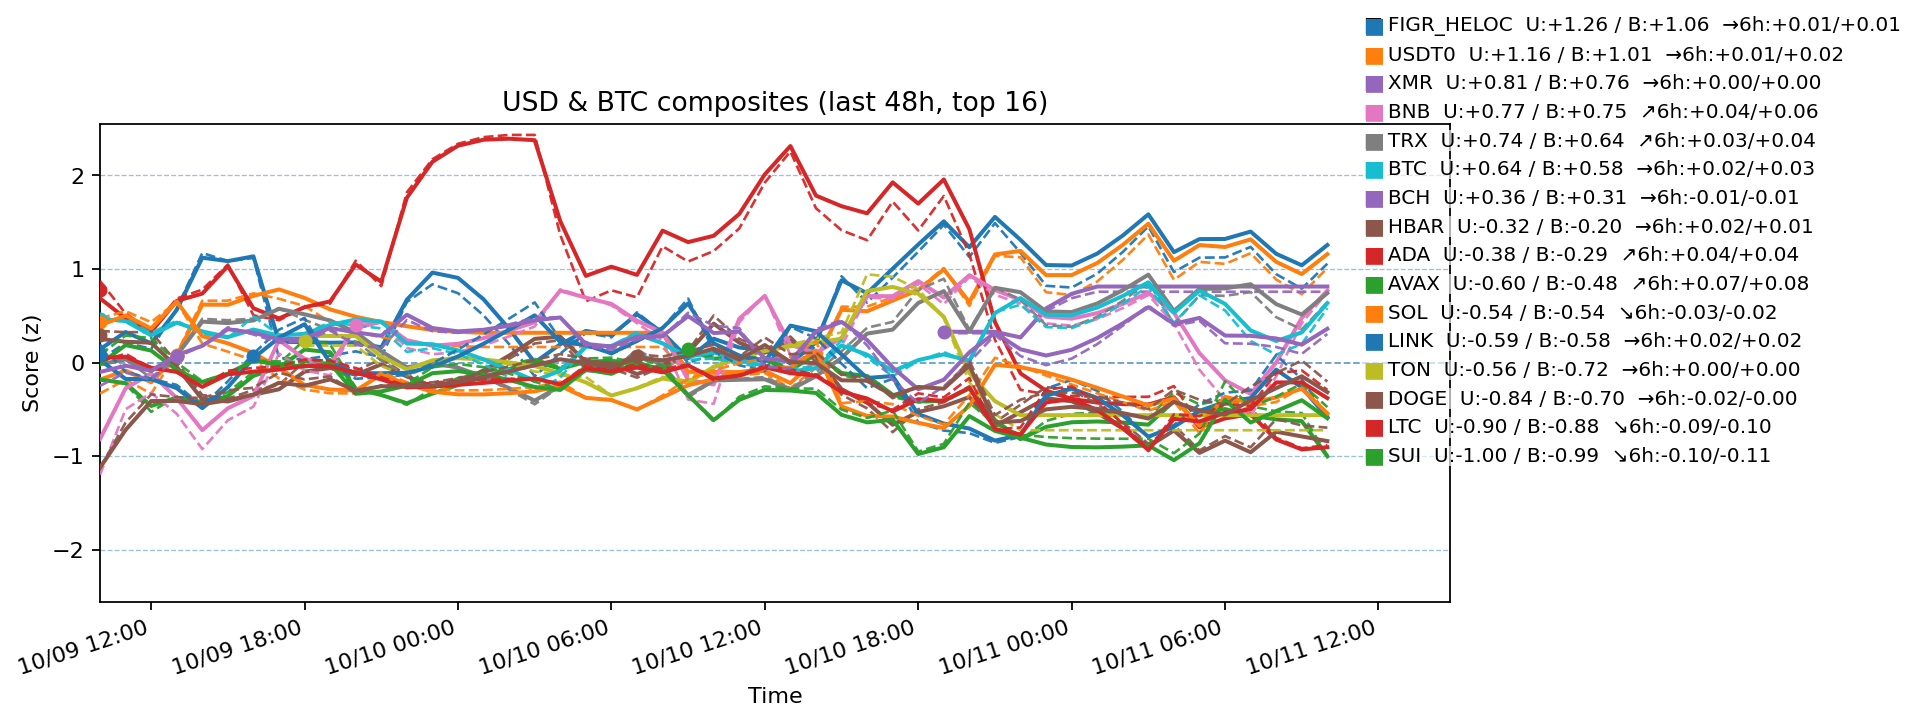 FIGR_HELOC U:+1.26 / B:+1.06 →6h:+0.01/+0.01
USDT0 U:+1.16 / B:+1.01 →6h:+0.01/+0.02
XMR U:+0.81 / B:+0.76 →6h:+0.00/+0.00
USD & BTC composites (last 48h, top 16)
BNB U:+0.77 / B:+0.75 ↗6h:+0.04/+0.06
TRX U:+0.74 / B:+0.64 ↗6h:+0.03/+0.04
BTC U:+0.64 / B:+0.58 →6h:+0.02/+0.03
BCH U:+0.36 / B:+0.31 →6h:-0.01/-0.01
HBAR U:-0.32 / B:-0.20 →6h:+0.02/+0.01
ADA U:-0.38 / B:-0.29 ↗6h:+0.04/+0.04
AVAX U:-0.60 / B:-0.48 ↗6h:+0.07/+0.08
SOL U:-0.54 / B:-0.54 ↘6h:-0.03/-0.02
LINK U:-0.59 / B:-0.58 →6h:+0.02/+0.02
TON U:-0.56 / B:-0.72 →6h:+0.00/+0.00
DOGE U:-0.84 / B:-0.70 →6h:-0.02/-0.00
LTC U:-0.90 / B:-0.88 ↘6h:-0.09/-0.10
SUI U:-1.00 / B:-0.99 ↘6h:-0.10/-0.11
Score (z)
2
1
0
−1
−2
10/09 12:00
10/09 18:00
10/10 00:00
10/10 06:00
10/10 12:00
10/10 18:00
10/11 00:00
10/11 06:00
10/11 12:00
Time